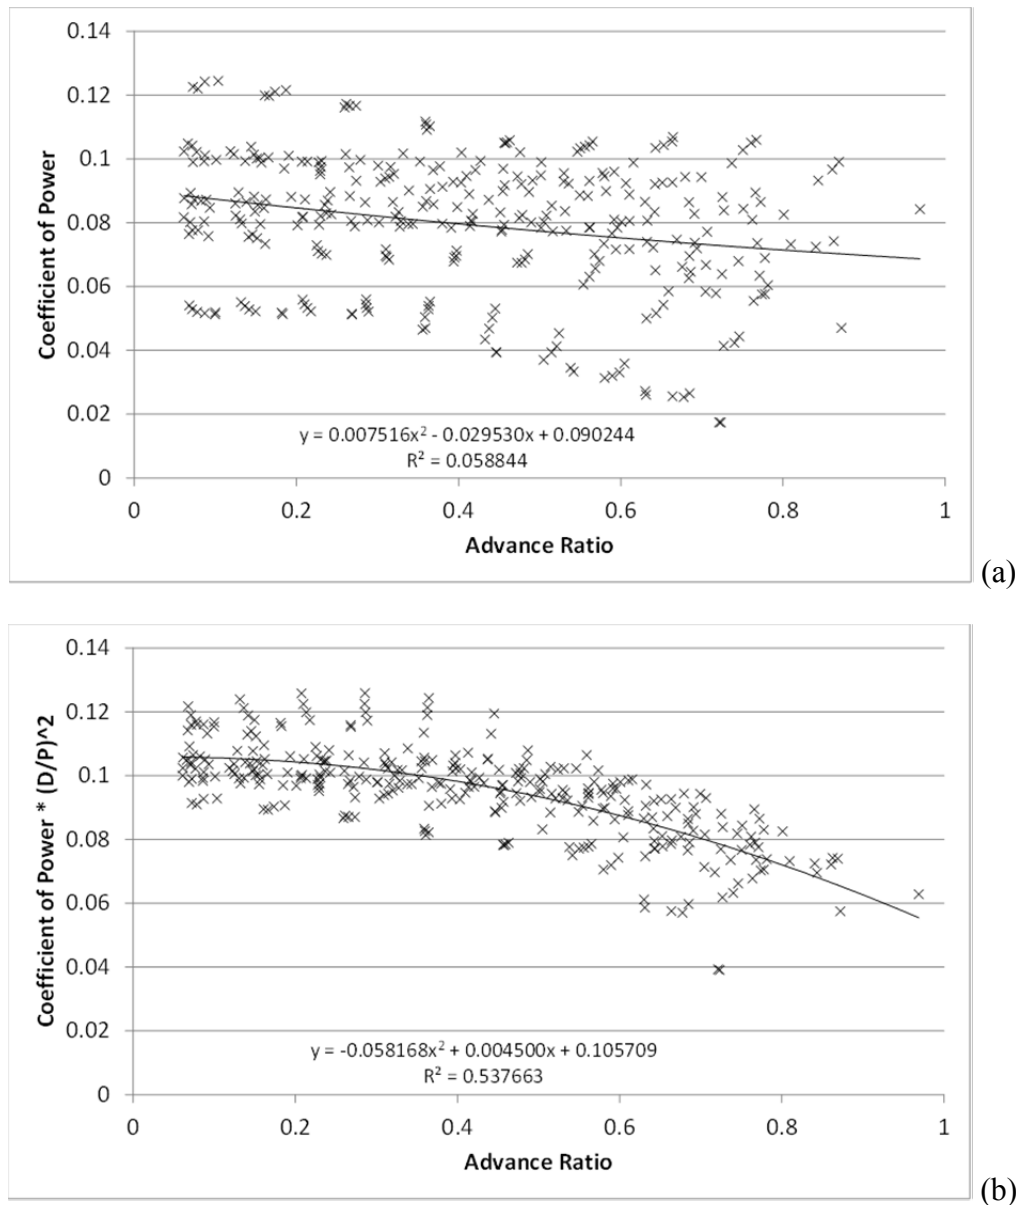 0.14
0.12
0.1
0.08
0.06
0.04
0.02
0
Coefficient of Power
y = 0.007516x² - 0.029530x + 0.090244
R² = 0.058844
0 0.2 0.4 0.6 0.8 1
Advance Ratio
(a)
0.14
0.12
0.1
0.08
0.06
0.04
0.02
0
Coefficient of Power * (D/P)^2
y = -0.058168x² + 0.004500x + 0.105709
R² = 0.537663
0 0.2 0.4 0.6 0.8 1
Advance Ratio
(b)